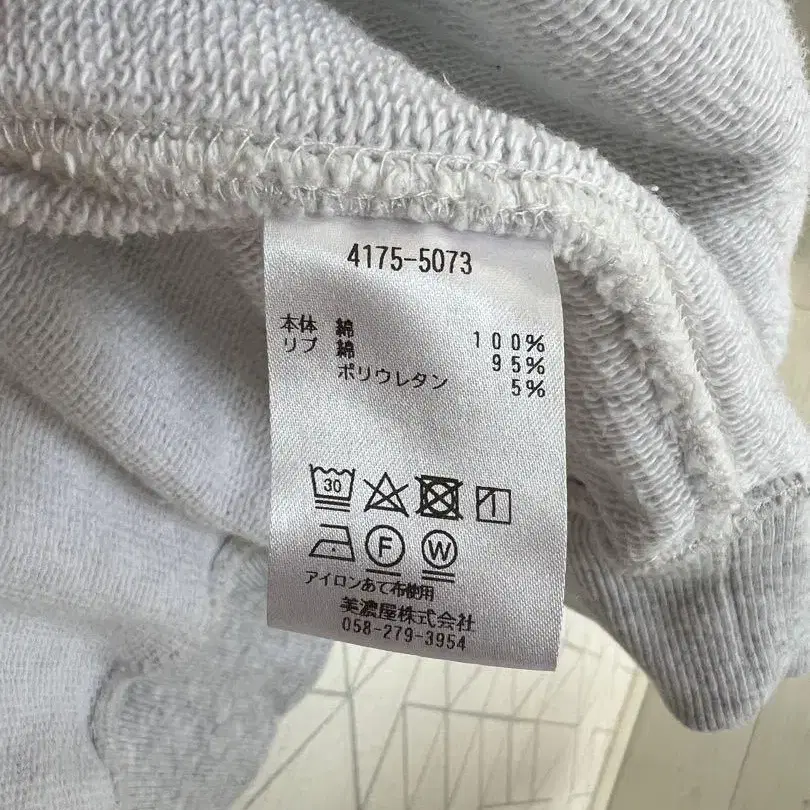 4175-5073
本体 綿 100%
リブ 綿 95%
ポリウレタン 5%
30
F W
アイロンあて布使用
美濃屋株式会社
058-279-3954